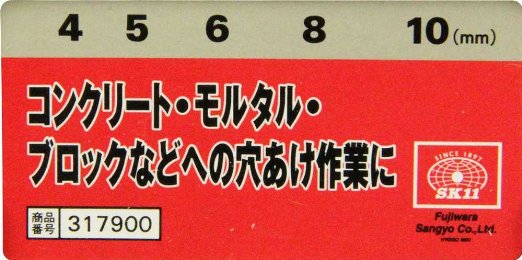 4 5 6 8 10(mm)
コンクリート・モルタル・
ブロックなどへの穴あけ作業に
商品番号 317900
SINCE 1897
SK11
Fujiwara
Sangyo Co.,Ltd.